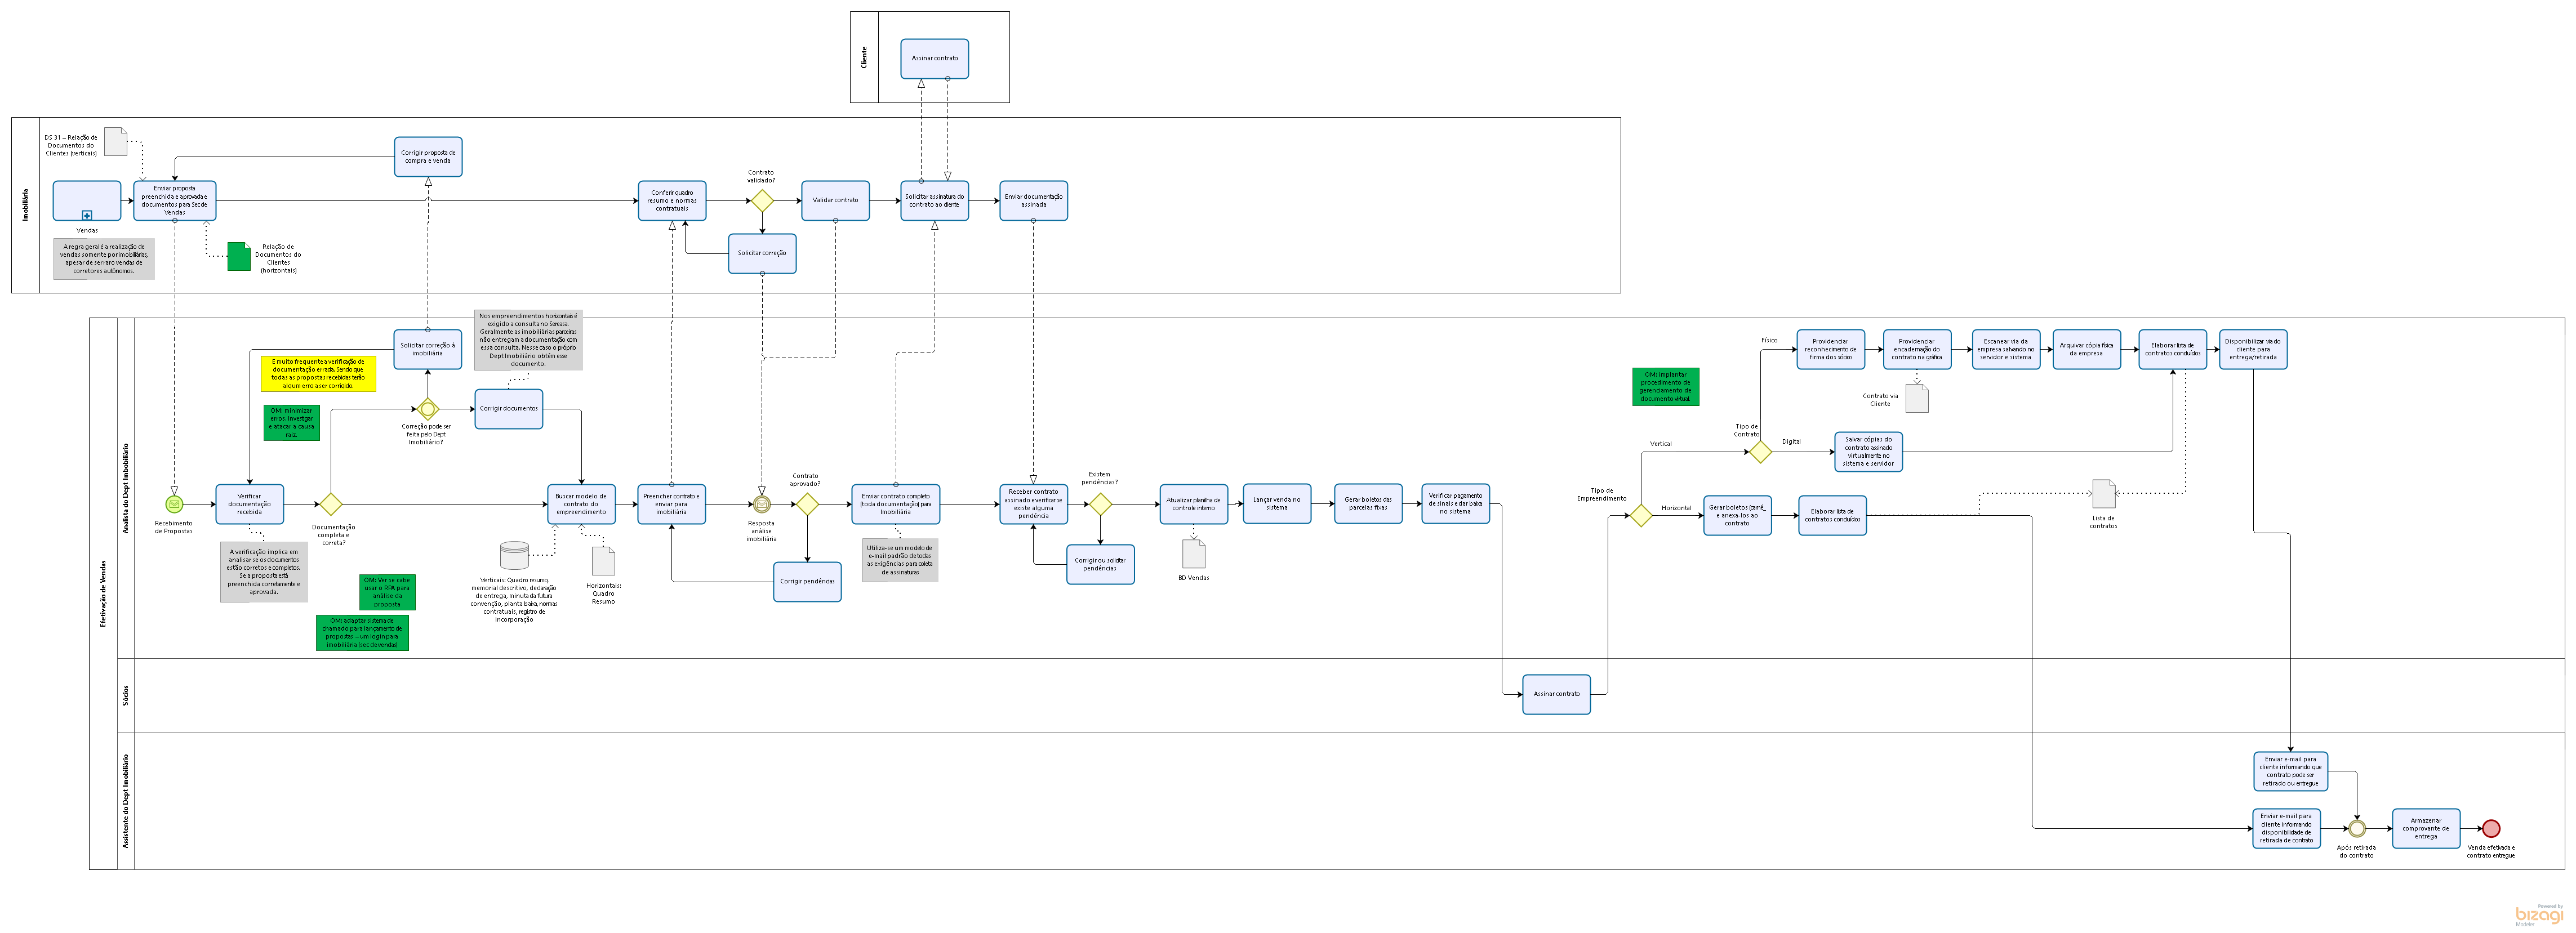 Cliente
Assinar contrato
Imobiliária
DS 31 – Relação de
Documentos do
Clientes (verticais)
Vendas
A regra geral é a realização de
vendas somente por imobiliárias,
apesar de ser raro vendas de
corretores autônomos.
Enviar proposta
preenchida e aprovada e
documentos para Sec de
Vendas
Relação de
Documentos do
Clientes
(horizontais)
Corrigir proposta de
compra e venda
Conferir quadro
resumo e normas
contratuais
Contrato
validado?
Validar contrato
Solicitar correção
Solicitar assinatura do
contrato ao cliente
Enviar documentação
assinada
Efetivação de Vendas
Analista do Dept Imbobiliário
Recebimento
de Propostas
Verificar
documentação
recebida
A verificação implica em
analisar se os documentos
estão corretos e completos.
Se a proposta está
preenchida corretamente e
aprovada.
E muito frequente a verificação de
documentação errada. Sendo que
todas as propostas recebidas terão
algum erro a ser corrigido.
OM: minimizar
erros. Investigar
e atacar a causa
raiz.
Documentação
completa e
correta?
OM: Ver se cabe
usar o RPA para
análise da
proposta
OM: adaptar sistema de
chamado para lançamento de
propostas – um login para
imobiliária (rec de venda)
Solicitar correção à
imobiliária
Correção pode ser
feita pelo Dept
Imobiliário?
Nos empreendimentos horizontais é
exigido a consulta no Serrasa.
Geralmente as imobiliárias parceiras
não entregam a documentação com
essa consulta. Nesse caso o próprio
Dept Imobiliário obtém esse
documento.
Corrigir documentos
Buscar modelo de
contrato do
empreendimento
Verticais: Quadro resumo,
memorial descritivo, declaração
de entrega, minuta da futura
convenção, planta baixa, normas
contratuais, registro de
incorporação
Horizontais:
Quadro
Resumo
Preencher contrato e
enviar para
imobiliária
Resposta
análise
imobiliária
Contrato
aprovado?
Corrigir pendências
Enviar contrato completo
(toda documentação) para
Imobiliária
Utiliza-se um modelo de
e-mail padrão de todas
as exigências para coleta
de assinaturas
Receber contrato
assinado e verificar se
existe alguma
pendência
Existem
pendências?
Corrigir ou solicitar
pendências
Atualizar planilha de
controle interno
BD Vendas
Lançar venda no
sistema
Gerar boletos das
parcelas fixas
Verificar pagamento
de sinais e dar baixa
no sistema
Tipo de
Empreendimento
Vertical
Horizontal
OM: implantar
procedimento de
gerenciamento de
documento virtual.
Tipo de
Contrato
Físico
Digital
Providenciar
reconhecimento de
firma dos sócios
Providenciar
encadernação do
contrato na gráfica
Contrato via
Cliente
Escanear via da
empresa salvando no
servidor e sistema
Arquivar cópia física
da empresa
Elaborar lista de
contratos concluídos
Disponibilizar via do
cliente para
entrega/retirada
Salvar cópias do
contrato assinado
virtualmente no
sistema e servidor
Gerar boletos (carnê_
e anexa-los ao
contrato
Elaborar lista de
contratos concluídos
Lista de
contratos
Sócios
Assinar contrato
Assistente do Dept Imobiliário
Enviar e-mail para
cliente informando que
contrato pode ser
retirado ou entregue
Enviar e-mail para
cliente informando
disponibilidade de
retirada de contrato
Após retirada
do contrato
Armazenar
comprovante de
entrega
Venda efetivada e
contrato entregue
Powered by
bizagi
Modeler